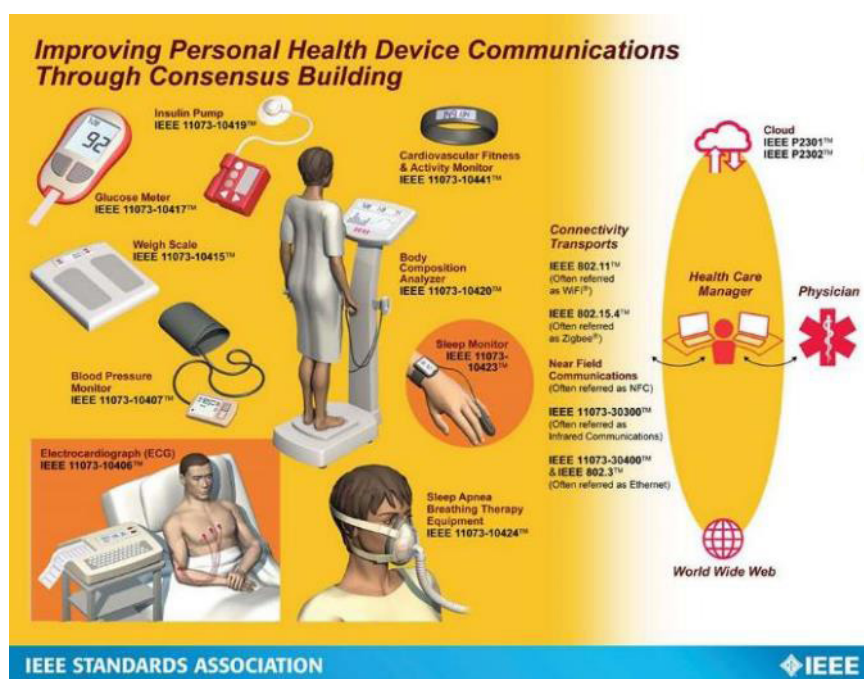 Improving Personal Health Device Communications
Through Consensus Building
Insulin Pump
IEEE 11073-10419™
92
Glucose Meter
IEEE 11073-10417™
Cardiovascular Fitness
& Activity Monitor
IEEE 11073-10441™
Weigh Scale
IEEE 11073-10415™
Body
Composition
Analyzer
IEEE 11073-10420™
Blood Pressure
Monitor
IEEE 11073-10407™
Sleep Monitor
IEEE 11073-
10423™
Electrocardiograph (ECG)
IEEE 11073-10406™
Sleep Apnea
Breathing Therapy
Equipment
IEEE 11073-10424™
Connectivity
Transports
IEEE 802.11™
(Often referred
as WiFi®)
IEEE 802.15.4™
(Often referred
as Zigbee®)
Near Field
Communications
(Often referred as NFC)
IEEE 11073-30300™
(Often referred as
Infrared Communications)
IEEE 11073-30400™
& IEEE 802.3™
(Often referred as Ethernet)
Cloud
IEEE P2301™
IEEE P2302™
Health Care
Manager
Physician
World Wide Web
IEEE STANDARDS ASSOCIATION
IEEE